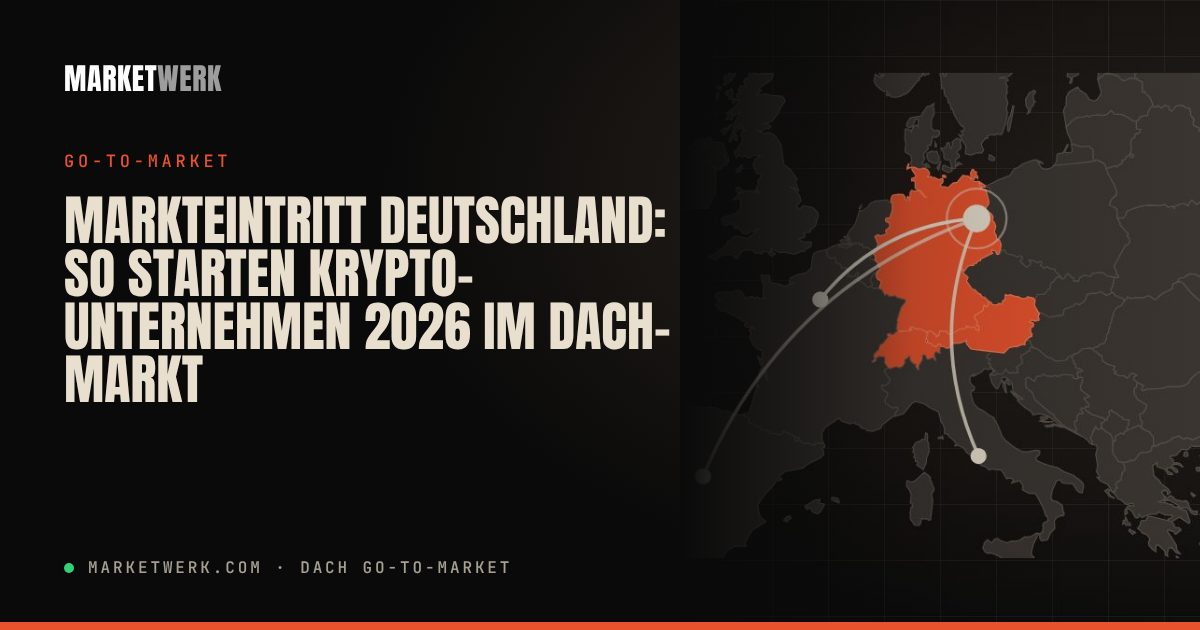 MARKETWERK
GO-TO-MARKET
MARKTEINTRITT DEUTSCHLAND:
SO STARTEN KRYPTO-
UNTERNEHMEN 2026 IM DACH-
MARKT
MARKETWERK.COM · DACH GO-TO-MARKET